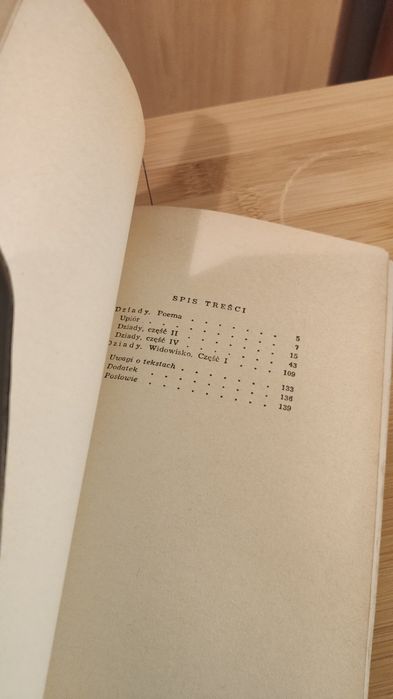 SPIS TREŚCI
Dziady. Poema . . . . . . . 5
Upiór . . . . . . . . 7
Dziady, część II . . . . . . 15
Dziady, część IV . . . . . . 43
Dziady. Widowisko. Część I . . . 109
Uwagi o tekstach . . . . . . 133
Dodatek . . . . . . . . 136
Posłowie . . . . . . . . 139